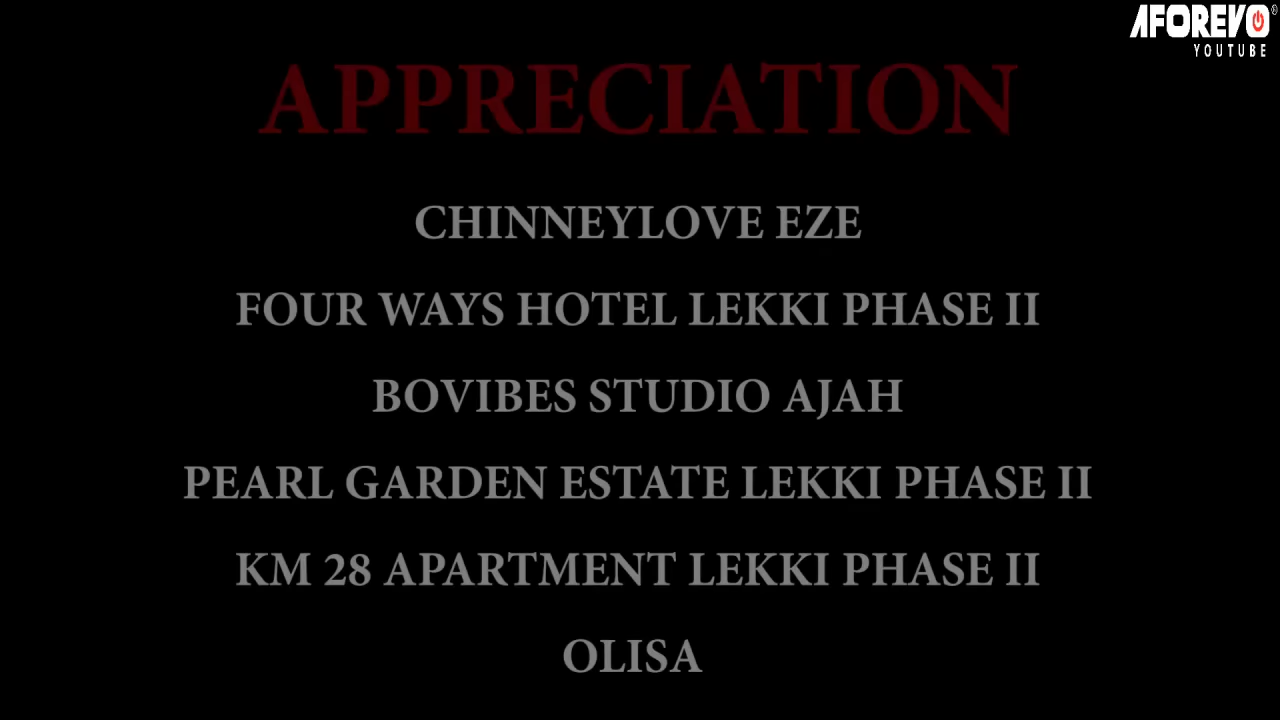 AFOREVO
YOUTUBE
APPRECIATION
CHINNEYLOVE EZE
FOUR WAYS HOTEL LEKKI PHASE II
BOVIBES STUDIO AJAH
PEARL GARDEN ESTATE LEKKI PHASE II
KM 28 APARTMENT LEKKI PHASE II
OLISA